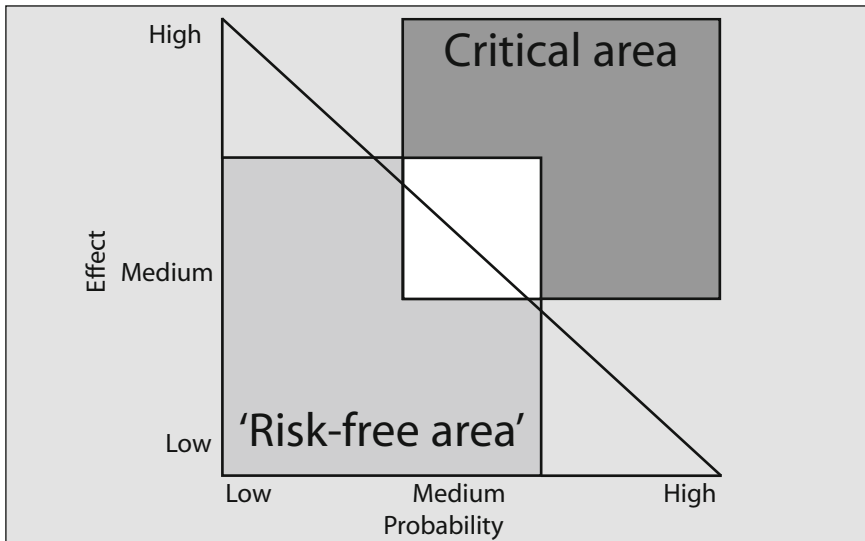 High
Critical area
Effect
Medium
Low
'Risk-free area'
Low Medium High
Probability